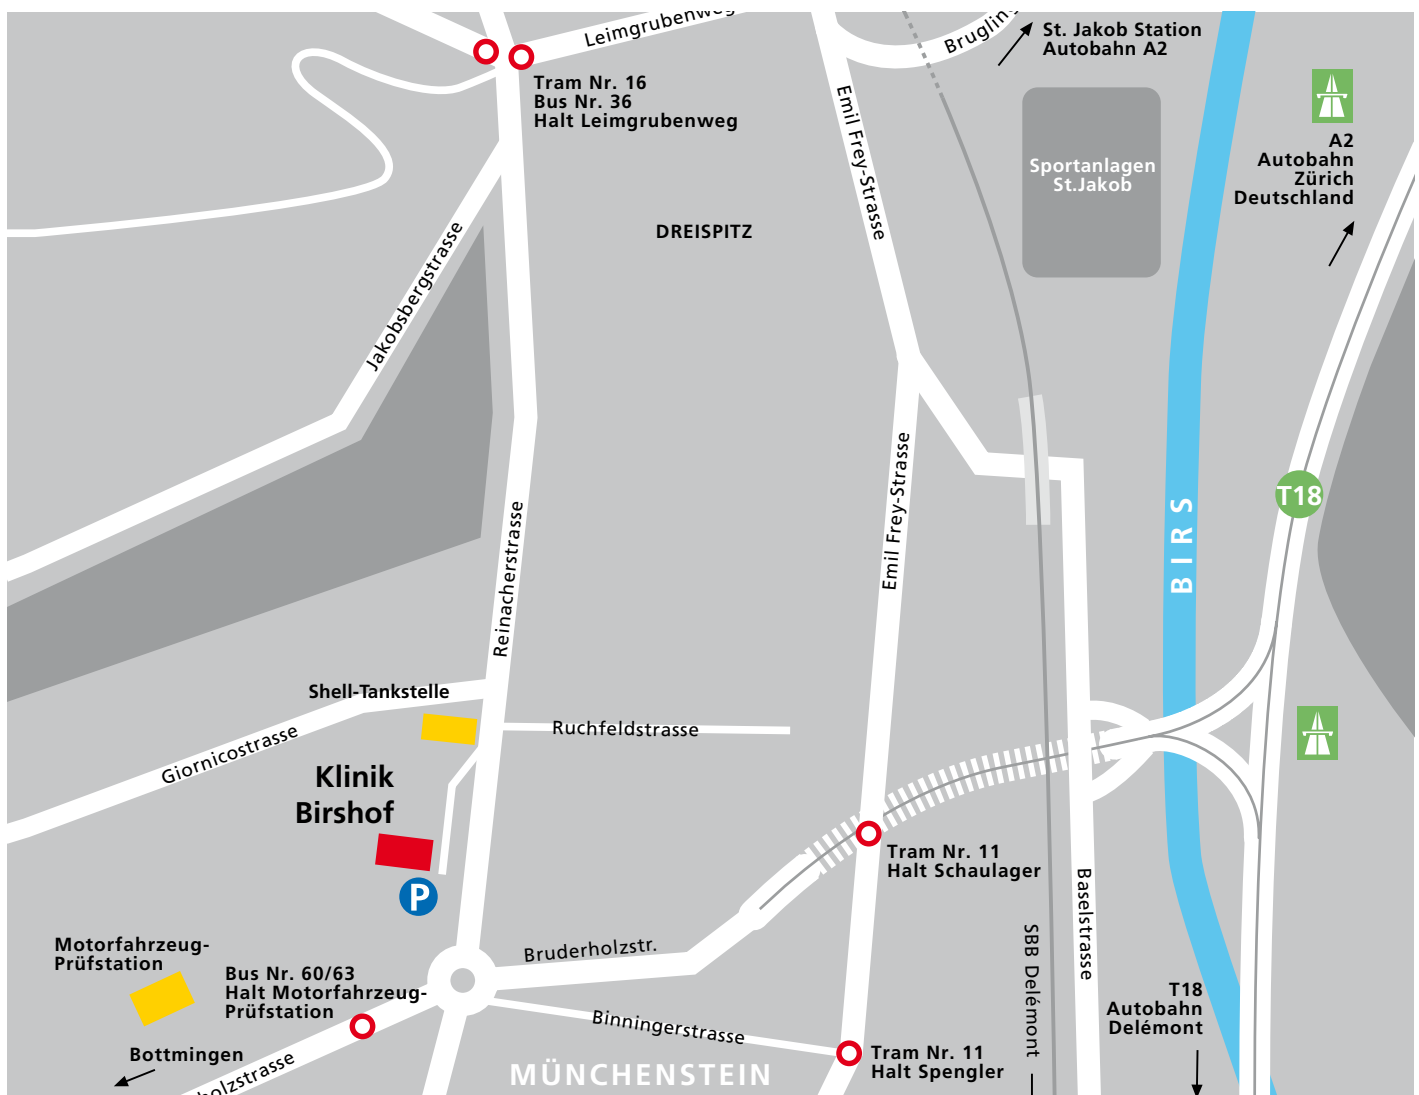 Leimgrubenweg
St. Jakob Station
Autobahn A2
Tram Nr. 16
Bus Nr. 36
Halt Leimgrubenweg
Emil Frey-Strasse
Sportanlagen
St.Jakob
A2
Autobahn
Zürich
Deutschland
DREISPITZ
Jakobsbergstrasse
Emil Frey-Strasse
T18
BIRS
Reinacherstrasse
Shell-Tankstelle
Ruchfeldstrasse
Giornicostrasse
Klinik
Birshof
P
Tram Nr. 11
Halt Schaulager
Baselstrasse
SBB Delémont
Bruderholzstr.
Motorfahrzeug-
Prüfstation
Bus Nr. 60/63
Halt Motorfahrzeug-
Prüfstation
T18
Autobahn
Delémont
Binningerstrasse
Bottmingen
holzstrasse
Tram Nr. 11
Halt Spengler
MÜNCHENSTEIN